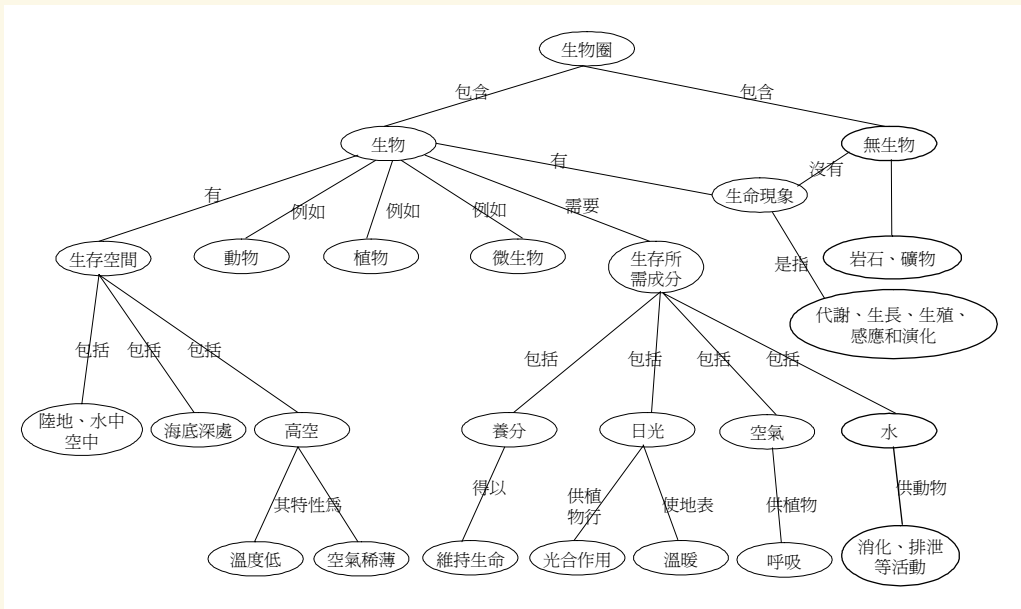 生物圈
包含
包含
生物
無生物
有
沒有
生命現象
有
例如
例如
例如
需要
生存空間
動物
植物
微生物
生存所
需成分
岩石、礦物
是指
代謝、生長、生殖、
感應和演化
包括
包括
包括
包括
包括
包括
包括
陸地、水中
空中
海底深處
高空
養分
日光
空氣
水
其特性為
得以
供植
物行
使地表
供植物
供動物
溫度低
空氣稀薄
維持生命
光合作用
溫暖
呼吸
消化、排泄
等活動